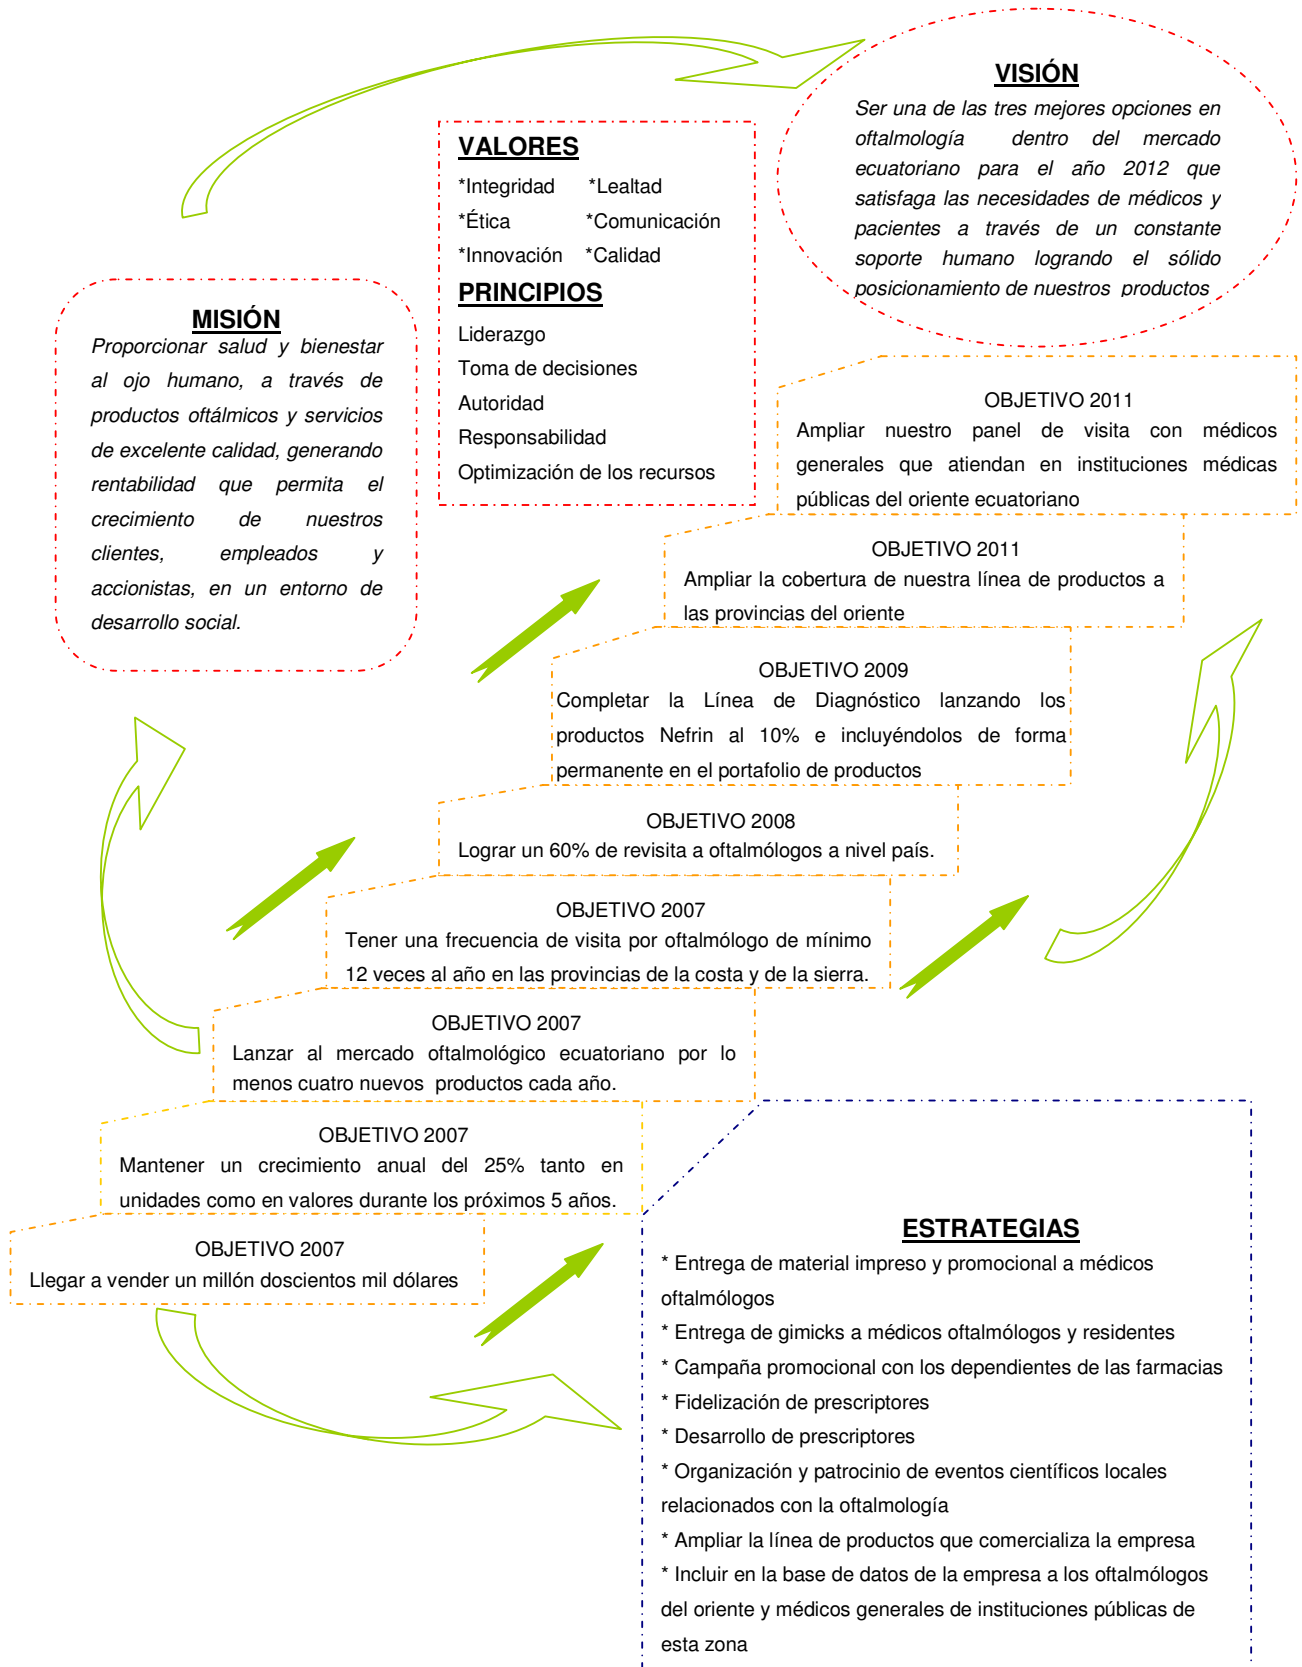 VISIÓN
Ser una de las tres mejores opciones en
oftalmología dentro del mercado
ecuatoriano para el año 2012 que
satisfaga las necesidades de médicos y
pacientes a través de un constante
soporte humano logrando el sólido
posicionamiento de nuestros productos
VALORES
*Integridad *Lealtad
*Ética *Comunicación
*Innovación *Calidad
PRINCIPIOS
Liderazgo
Toma de decisiones
Autoridad
Responsabilidad
Optimización de los recursos
MISIÓN
Proporcionar salud y bienestar
al ojo humano, a través de
productos oftálmicos y servicios
de excelente calidad, generando
rentabilidad que permita el
crecimiento de nuestros
clientes, empleados y
accionistas, en un entorno de
desarrollo social.
OBJETIVO 2011
Ampliar nuestro panel de visita con médicos
generales que atiendan en instituciones médicas
públicas del oriente ecuatoriano
OBJETIVO 2011
Ampliar la cobertura de nuestra línea de productos a
las provincias del oriente
OBJETIVO 2009
Completar la Línea de Diagnóstico lanzando los
productos Nefrin al 10% e incluyéndolos de forma
permanente en el portafolio de productos
OBJETIVO 2008
Lograr un 60% de revisita a oftalmólogos a nivel país.
OBJETIVO 2007
Tener una frecuencia de visita por oftalmólogo de mínimo
12 veces al año en las provincias de la costa y de la sierra.
OBJETIVO 2007
Lanzar al mercado oftalmológico ecuatoriano por lo
menos cuatro nuevos productos cada año.
OBJETIVO 2007
Mantener un crecimiento anual del 25% tanto en
unidades como en valores durante los próximos 5 años.
OBJETIVO 2007
Llegar a vender un millón doscientos mil dólares
ESTRATEGIAS
* Entrega de material impreso y promocional a médicos
oftalmólogos
* Entrega de gimicks a médicos oftalmólogos y residentes
* Campaña promocional con los dependientes de las farmacias
* Fidelización de prescriptores
* Desarrollo de prescriptores
* Organización y patrocinio de eventos científicos locales
relacionados con la oftalmología
* Ampliar la línea de productos que comercializa la empresa
* Incluir en la base de datos de la empresa a los oftalmólogos
del oriente y médicos generales de instituciones públicas de
esta zona